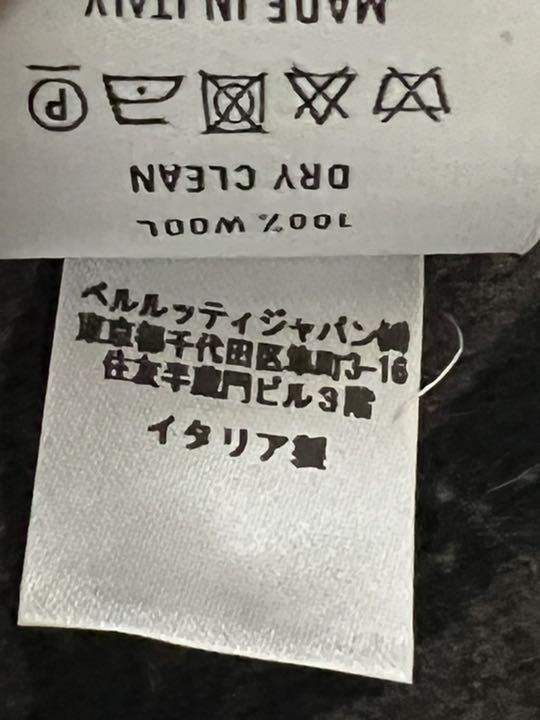 MADE IN ITALY
DRY CLEAN
100% WOOL
ベルルッティジャパン㈱
東京都千代田区隼町3-16
住友半蔵門ビル3階
イタリア製